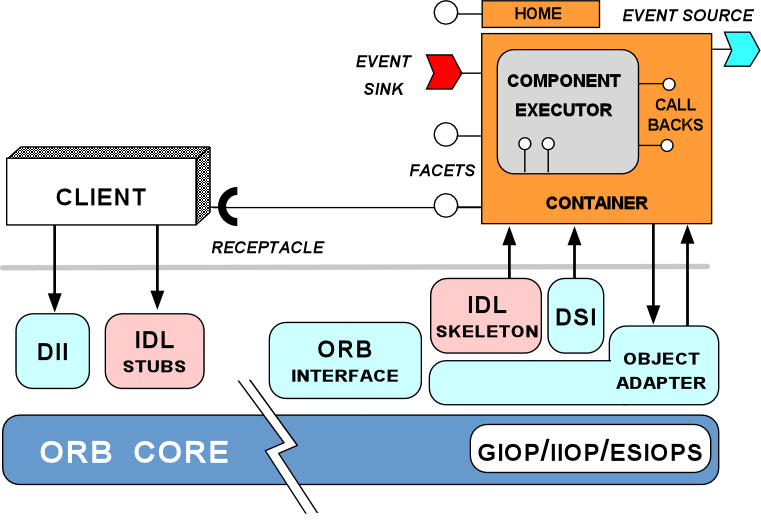 HOME
EVENT SOURCE
EVENT
SINK
COMPONENT
EXECUTOR
CALL
BACKS
FACETS
CLIENT
CONTAINER
RECEPTACLE
IDL
SKELETON
DSI
DII
IDL
STUBS
ORB
INTERFACE
OBJECT
ADAPTER
ORB CORE
GIOP/IIOP/ESIOPS